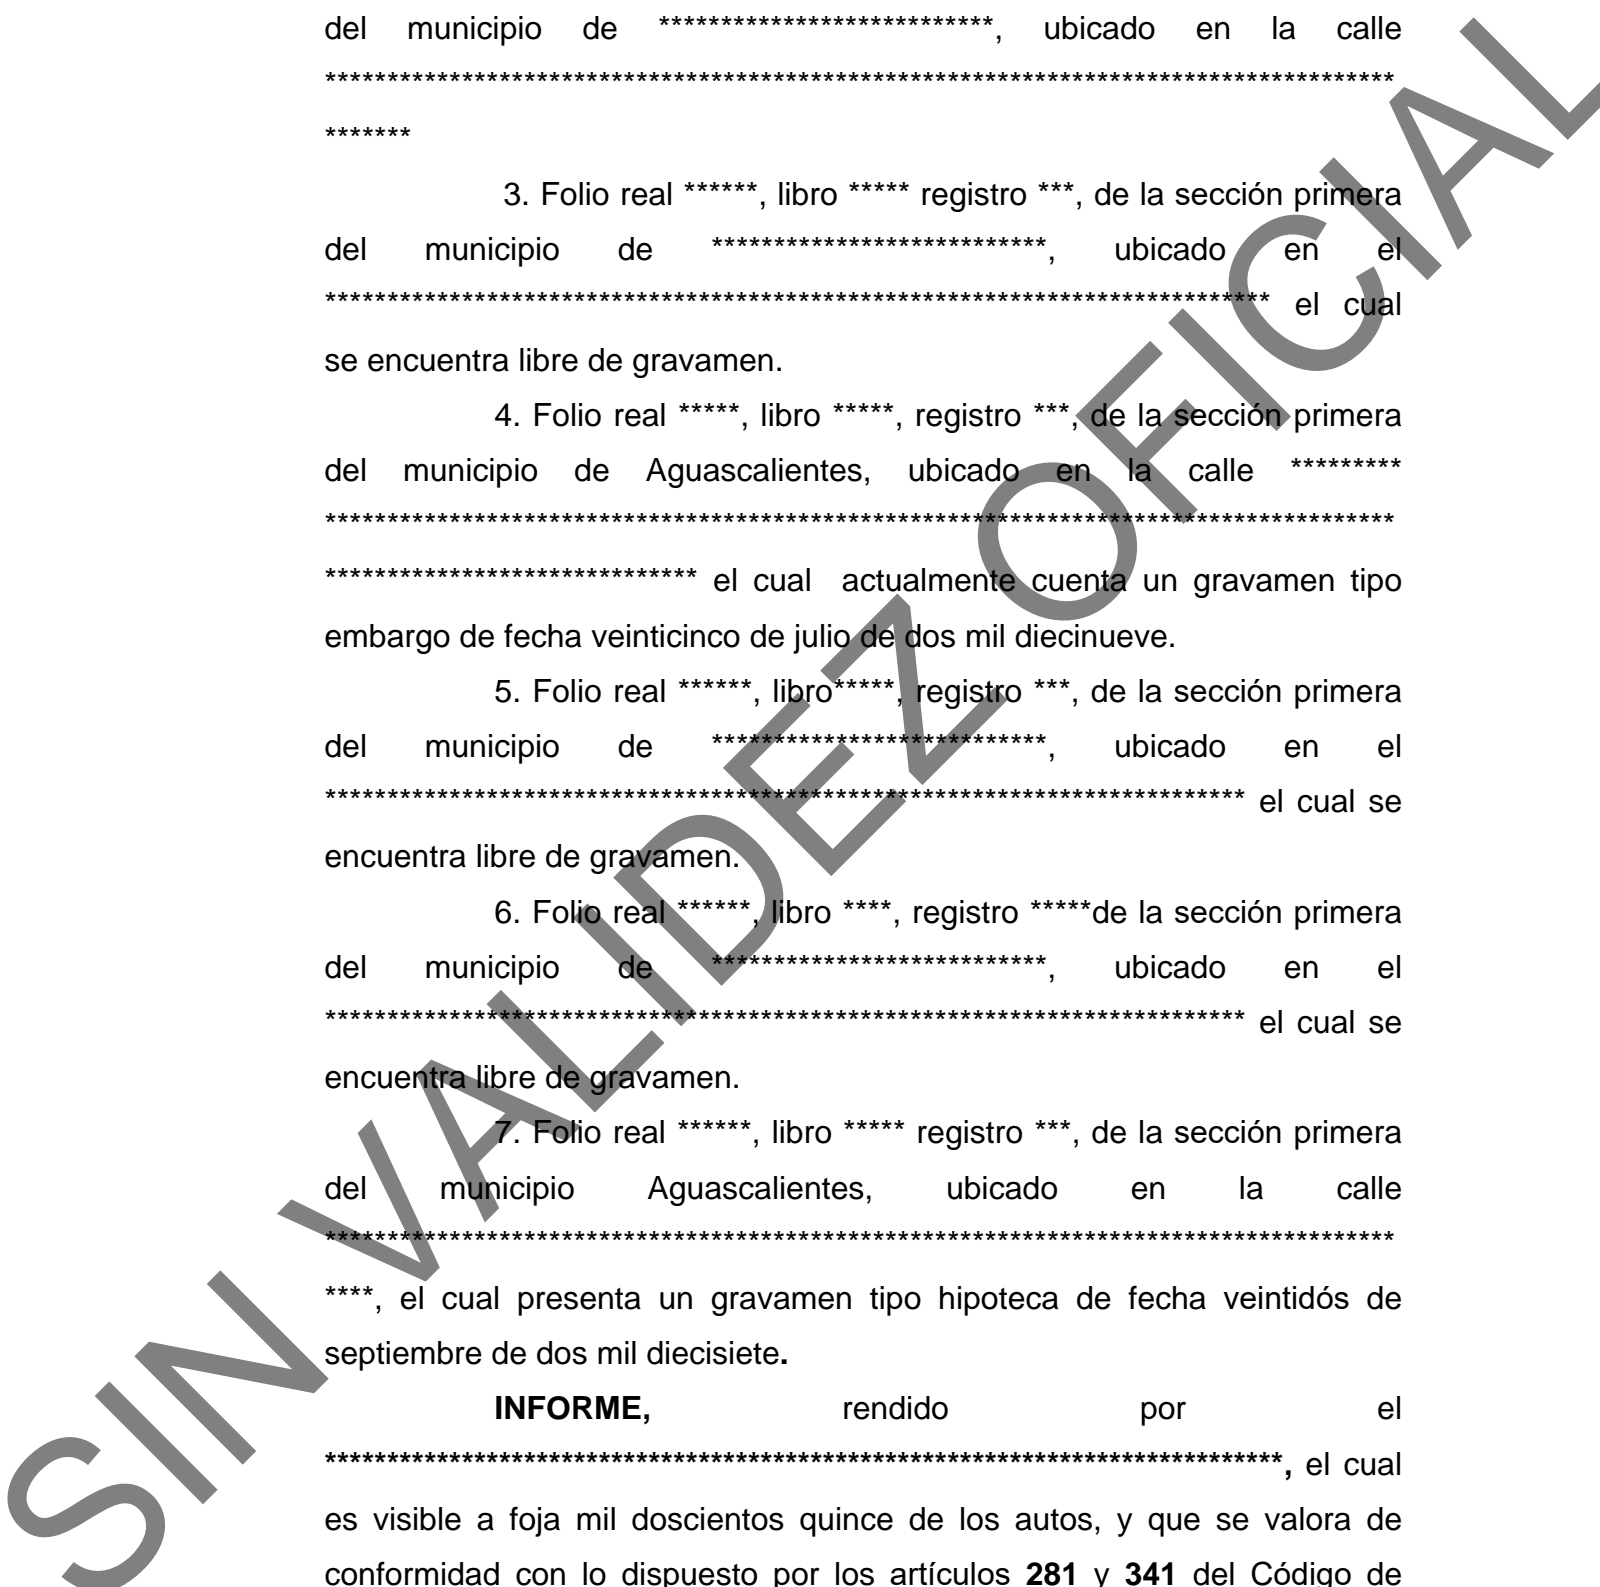 del municipio de ***************************, ubicado en la calle
**************************************************************************************
*******
3. Folio real ******, libro ***** registro ***, de la sección primera
del municipio de ***************************, ubicado en el
**************************************************************************** el cual
se encuentra libre de gravamen.
4. Folio real *****, libro *****, registro ***, de la sección primera
del municipio de Aguascalientes, ubicado en la calle *********
**************************************************************************************
****************************** el cual actualmente cuenta un gravamen tipo
embargo de fecha veinticinco de julio de dos mil diecinueve.
5. Folio real ******, libro*****, registro ***, de la sección primera
del municipio de ***************************, ubicado en el
************************************************************************** el cual se
encuentra libre de gravamen.
6. Folio real ******, libro ****, registro *****de la sección primera
del municipio de ***************************, ubicado en el
************************************************************************** el cual se
encuentra libre de gravamen.
7. Folio real ******, libro ***** registro ***, de la sección primera
del municipio Aguascalientes, ubicado en la calle
**************************************************************************************
****, el cual presenta un gravamen tipo hipoteca de fecha veintidós de
septiembre de dos mil diecisiete.
INFORME, rendido por el
*****************************************************************************, el cual
es visible a foja mil doscientos quince de los autos, y que se valora de
conformidad con lo dispuesto por los artículos 281 y 341 del Código de
SIN VALIDEZ OFICIAL